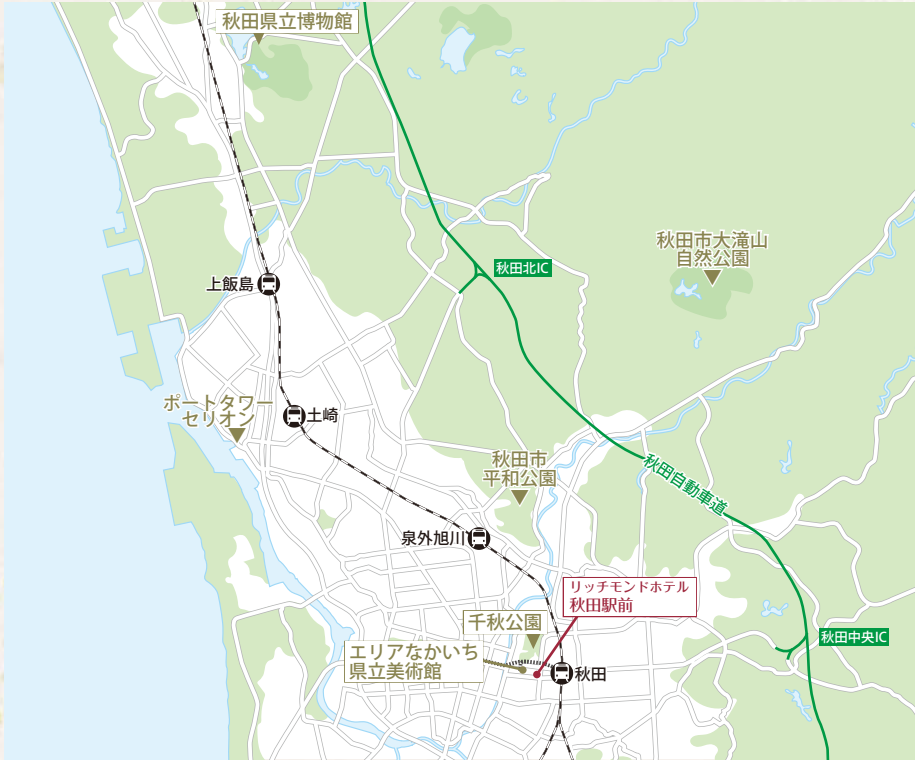 秋田県立博物館
秋田市大滝山
自然公園
秋田北IC
上飯島
ポートタワー
セリオン
土崎
秋田市
平和公園
秋田自動車道
泉外旭川
リッチモンドホテル
秋田駅前
千秋公園
秋田中央IC
エリアなかいち
県立美術館
秋田